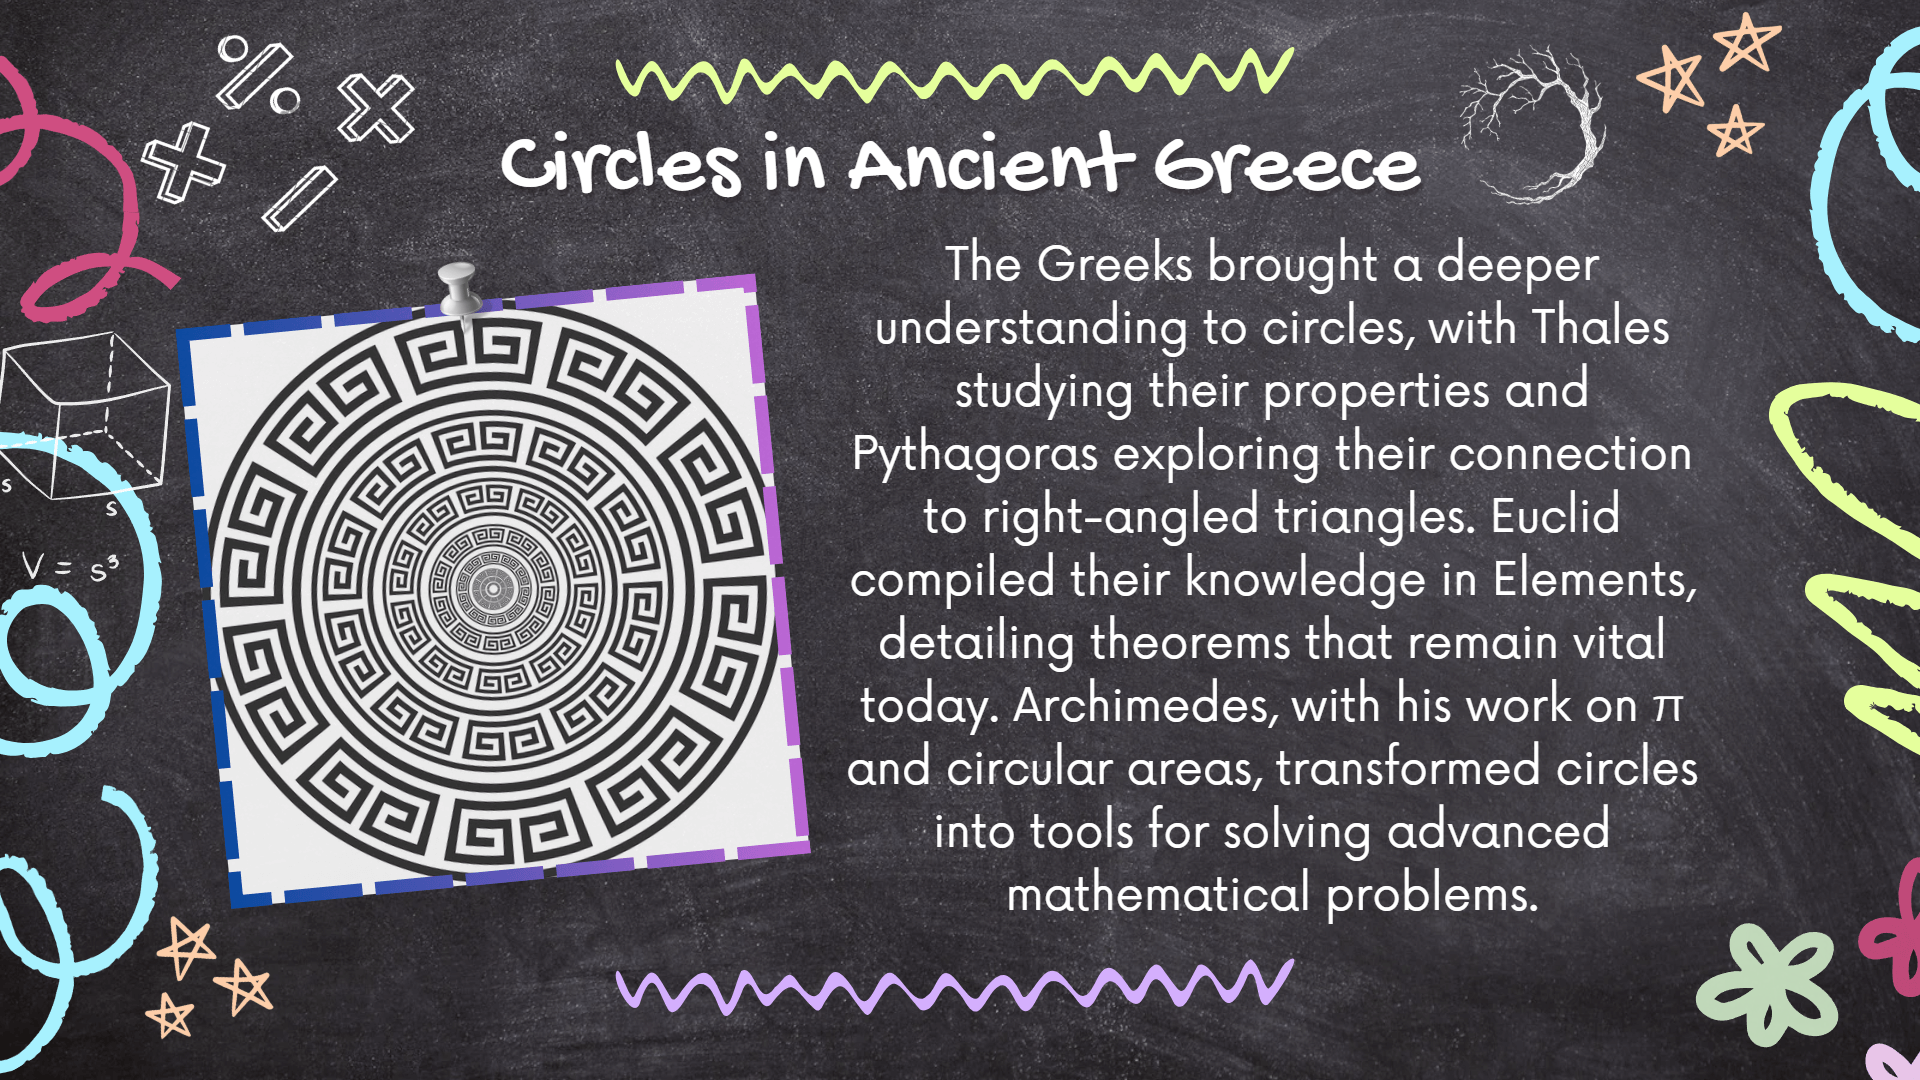 Circles in Ancient Greece
The Greeks brought a deeper
understanding to circles, with Thales
studying their properties and
Pythagoras exploring their connection
to right-angled triangles. Euclid
compiled their knowledge in Elements,
detailing theorems that remain vital
today. Archimedes, with his work on π
and circular areas, transformed circles
into tools for solving advanced
mathematical problems.
s
s
V = s³